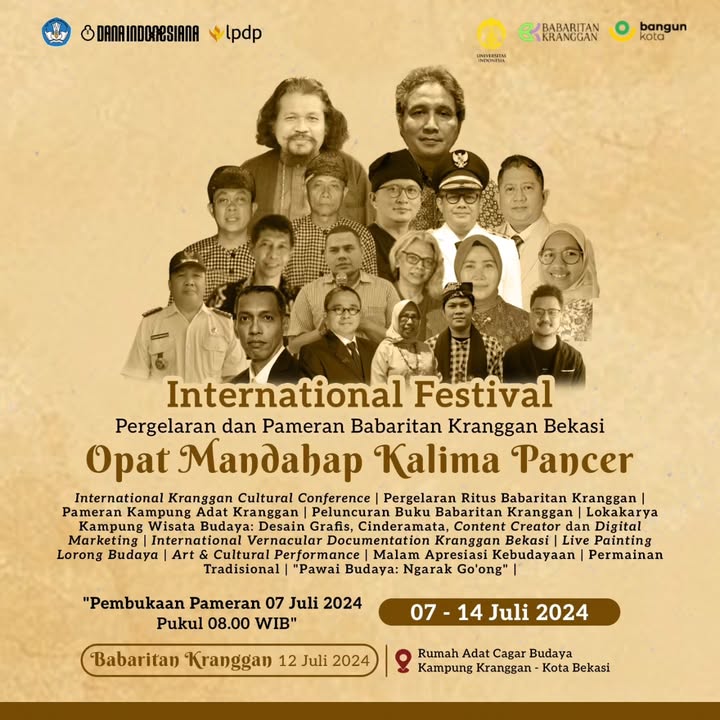 DANA INDONESIANA
lpdp
UNIVERSITAS
INDONESIA
BABARITAN
KRANGGAN
bangun
kota
International Festival
Pergelaran dan Pameran Babaritan Kranggan Bekasi
Opat Mandahap Kalima Pancer
International Kranggan Cultural Conference | Pergelaran Ritus Babaritan Kranggan |
Pameran Kampung Adat Kranggan | Peluncuran Buku Babaritan Kranggan | Lokakarya
Kampung Wisata Budaya: Desain Grafis, Cinderamata, Content Creator dan Digital
Marketing | International Vernacular Documentation Kranggan Bekasi | Live Painting
Lorong Budaya | Art & Cultural Performance | Malam Apresiasi Kebudayaan | Permainan
Tradisional | "Pawai Budaya: Ngarak Go'ong" |
"Pembukaan Pameran 07 Juli 2024
Pukul 08.00 WIB"
07 - 14 Juli 2024
Babaritan Kranggan 12 Juli 2024
Rumah Adat Cagar Budaya
Kampung Kranggan - Kota Bekasi